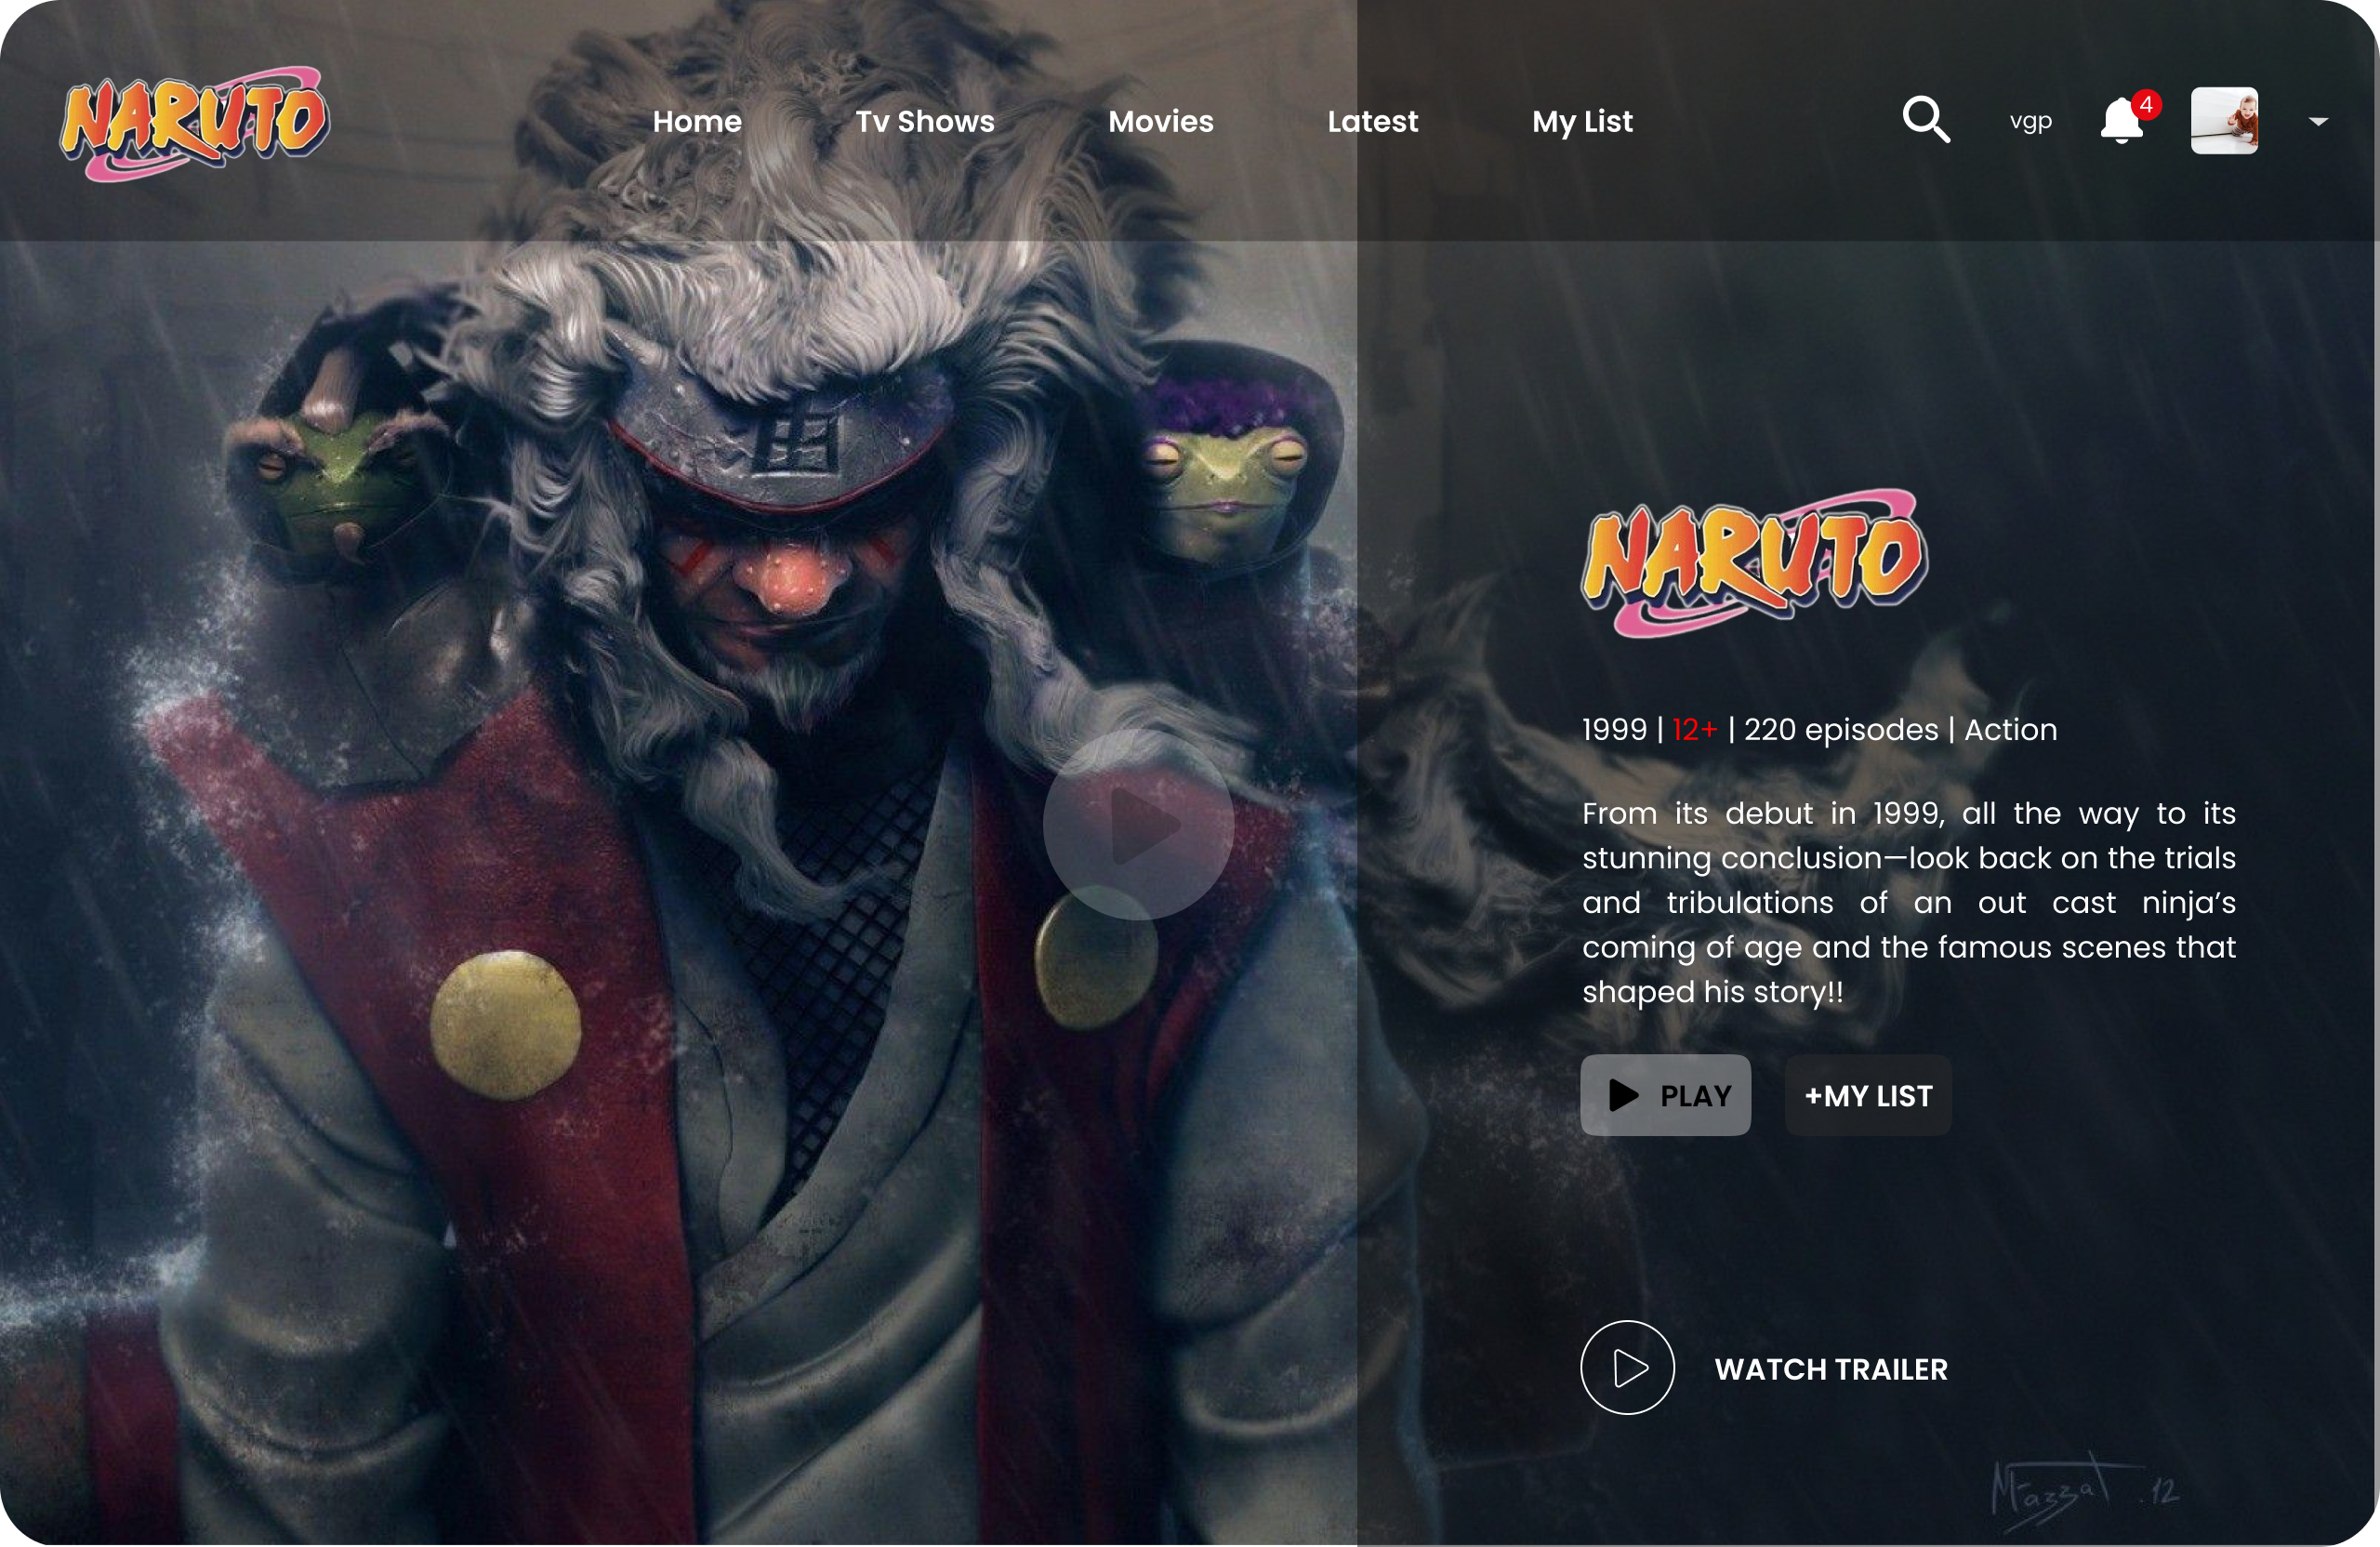 NARUTO
Home Tv Shows Movies Latest My List vgp 4
油
NARUTO
1999 | 12+ | 220 episodes | Action
From its debut in 1999, all the way to its
stunning conclusion—look back on the trials
and tribulations of an out cast ninja’s
coming of age and the famous scenes that
shaped his story!!
PLAY +MY LIST
WATCH TRAILER
Mazzat .12